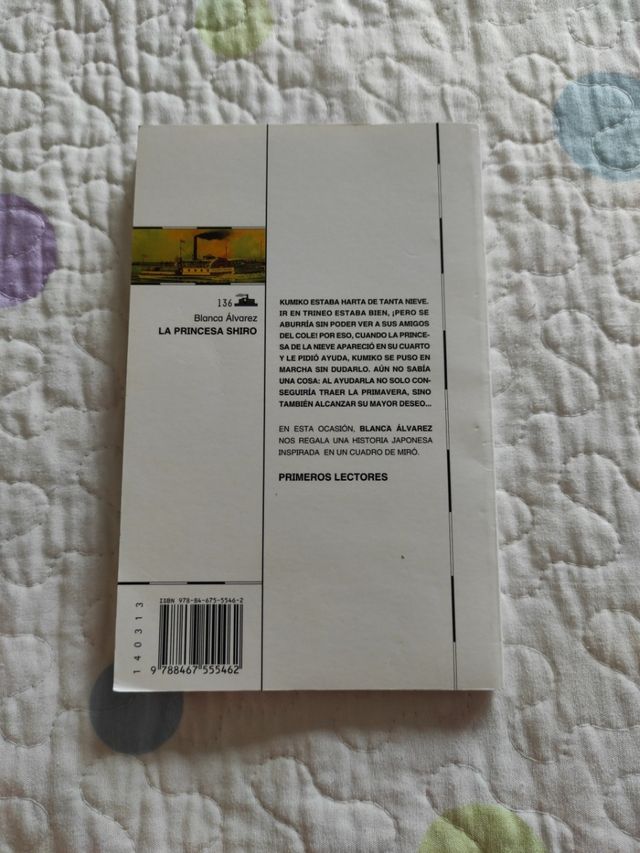 136
Blanca Álvarez
LA PRINCESA SHIRO
KUMIKO ESTABA HARTA DE TANTA NIEVE.
IR EN TRINEO ESTABA BIEN, ¡PERO SE
ABURRÍA SIN PODER VER A SUS AMIGOS
DEL COLE! POR ESO, CUANDO LA PRINCE-
SA DE LA NIEVE APARECIÓ EN SU CUARTO
Y LE PIDIÓ AYUDA, KUMIKO SE PUSO EN
MARCHA SIN DUDARLO. AÚN NO SABÍA
UNA COSA: AL AYUDARLA NO SOLO CON-
SEGUIRÍA TRAER LA PRIMAVERA, SINO
TAMBIÉN ALCANZAR SU MAYOR DESEO...
EN ESTA OCASIÓN, BLANCA ÁLVAREZ
NOS REGALA UNA HISTORIA JAPONESA
INSPIRADA EN UN CUADRO DE MIRÓ.
PRIMEROS LECTORES
140313
ISBN 978-84-675-5546-2
9 788467 555462